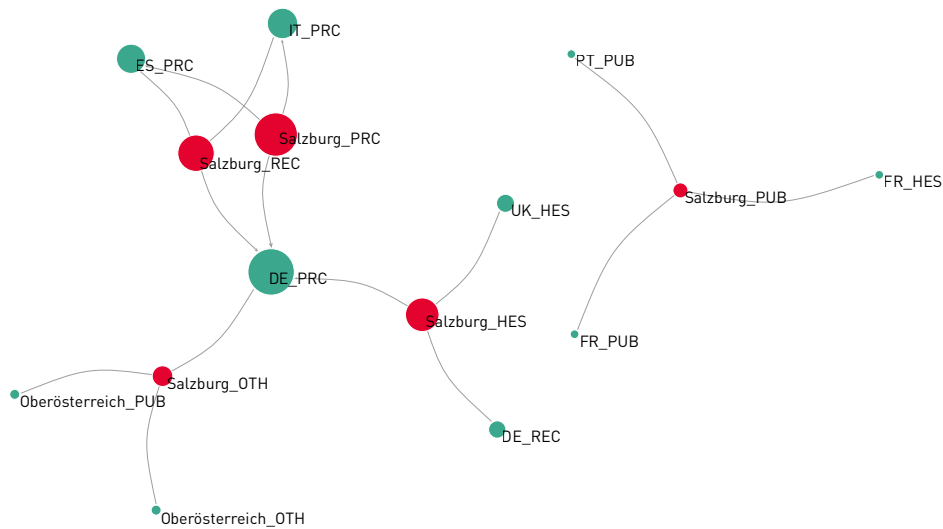 IT_PRC
PT_PUB
ES_PRC
Salzburg_PRC
Salzburg_REC
FR_HES
Salzburg_PUB
UK_HES
DE_PRC
Salzburg_HES
FR_PUB
Salzburg_OTH
Oberösterreich_PUB
DE_REC
Oberösterreich_OTH